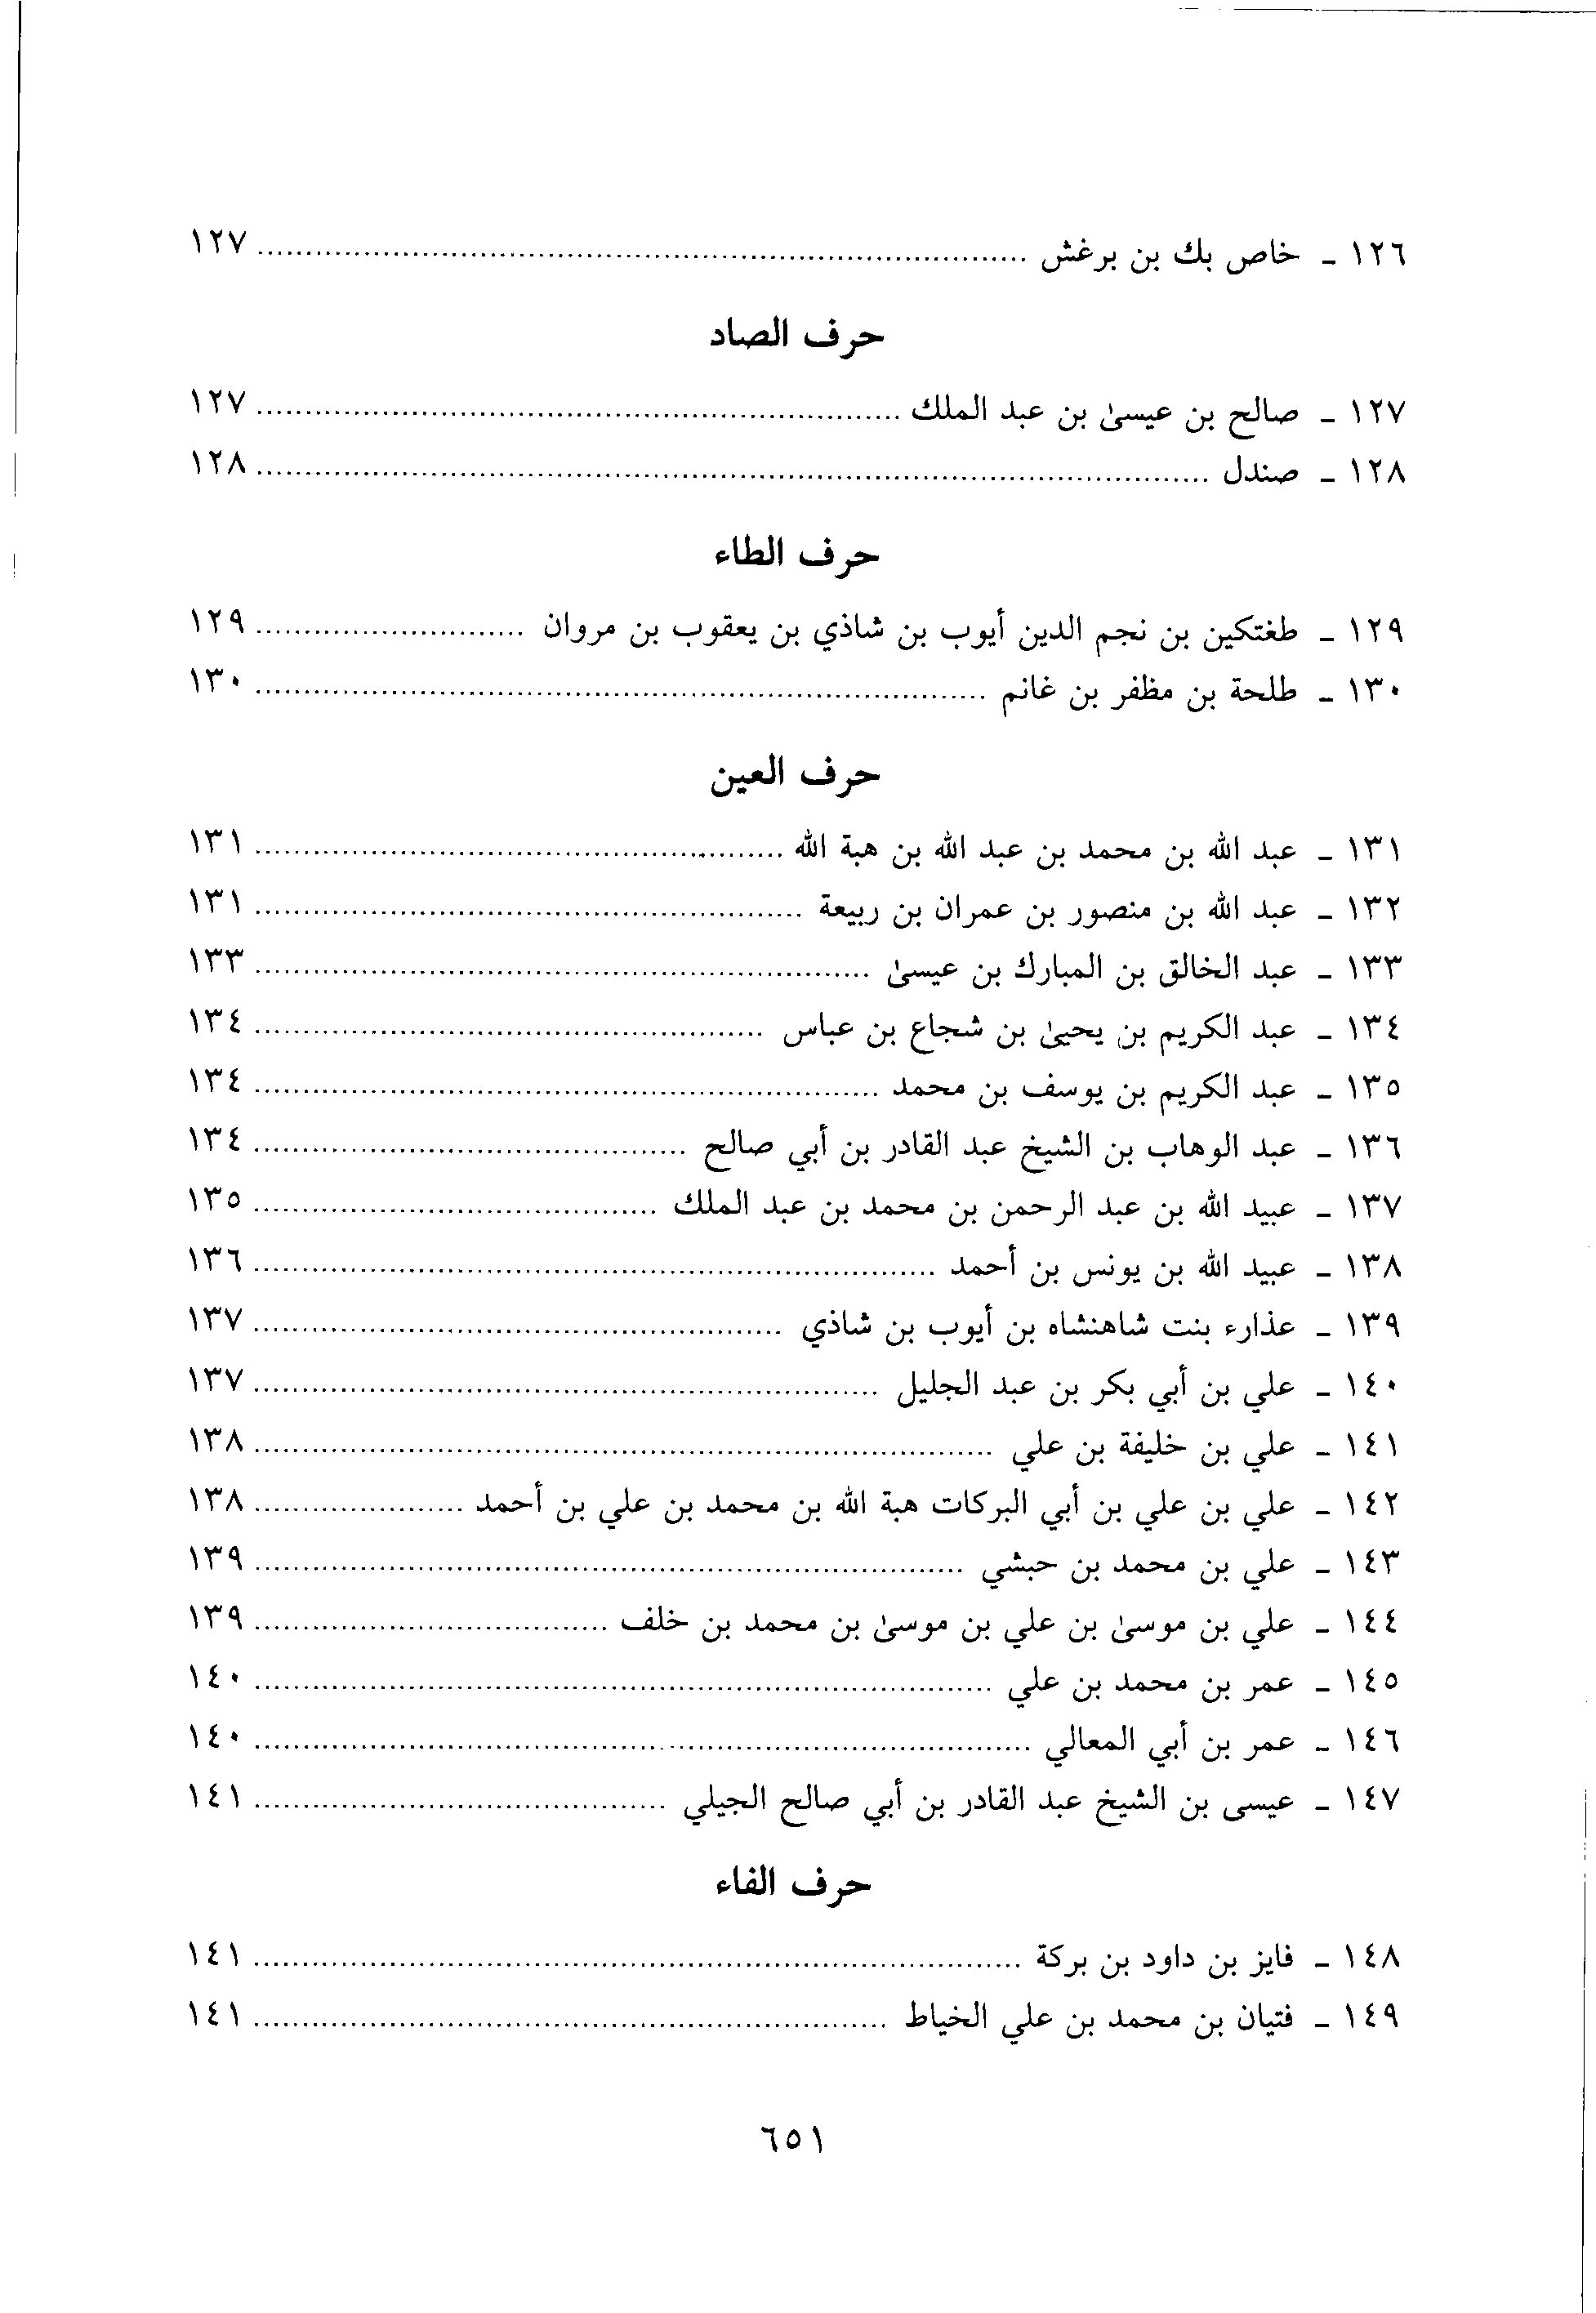 ١٢٦ - خاص بك بن برغش ........ ١٢٧
حرف الصاد
١٢٧ - صالح بن عيسىٰ بن عبد الملك ........ ١٢٧
١٢٨ - صندل ........ ١٢٨
حرف الطاء
١٢٩ - طغتكين بن نجم الدين أيوب بن شاذي بن يعقوب بن مروان ........ ١٢٩
١٣٠ - طلحة بن مظفر بن غانم ........ ١٣٠
حرف العين
١٣١ - عبد الله بن محمد بن عبد الله بن هبة الله ........ ١٣١
١٣٢ - عبد الله بن منصور بن عمران بن ربيعة ........ ١٣١
١٣٣ - عبد الخالق بن المبارك بن عيسىٰ ........ ١٣٣
١٣٤ - عبد الكريم بن يحيىٰ بن شجاع بن عباس ........ ١٣٤
١٣٥ - عبد الكريم بن يوسف بن محمد ........ ١٣٤
١٣٦ - عبد الوهاب بن الشيخ عبد القادر بن أبي صالح ........ ١٣٤
١٣٧ - عبيد الله بن عبد الرحمن بن محمد بن عبد الملك ........ ١٣٥
١٣٨ - عبيد الله بن يونس بن أحمد ........ ١٣٦
١٣٩ - عذارء بنت شاهنشاه بن أيوب بن شاذي ........ ١٣٧
١٤٠ - علي بن أبي بكر بن عبد الجليل ........ ١٣٧
١٤١ - علي بن خليفة بن علي ........ ١٣٨
١٤٢ - علي بن علي بن أبي البركات هبة الله بن محمد بن علي بن أحمد ........ ١٣٨
١٤٣ - علي بن محمد بن حبشي ........ ١٣٩
١٤٤ - علي بن موسىٰ بن علي بن موسىٰ بن محمد بن خلف ........ ١٣٩
١٤٥ - عمر بن محمد بن علي ........ ١٤٠
١٤٦ - عمر بن أبي المعالي ........ ١٤٠
١٤٧ - عيسى بن الشيخ عبد القادر بن أبي صالح الجيلي ........ ١٤١
حرف الفاء
١٤٨ - فايز بن داود بن بركة ........ ١٤١
١٤٩ - فتيان بن محمد بن علي الخياط ........ ١٤١
٦٥١